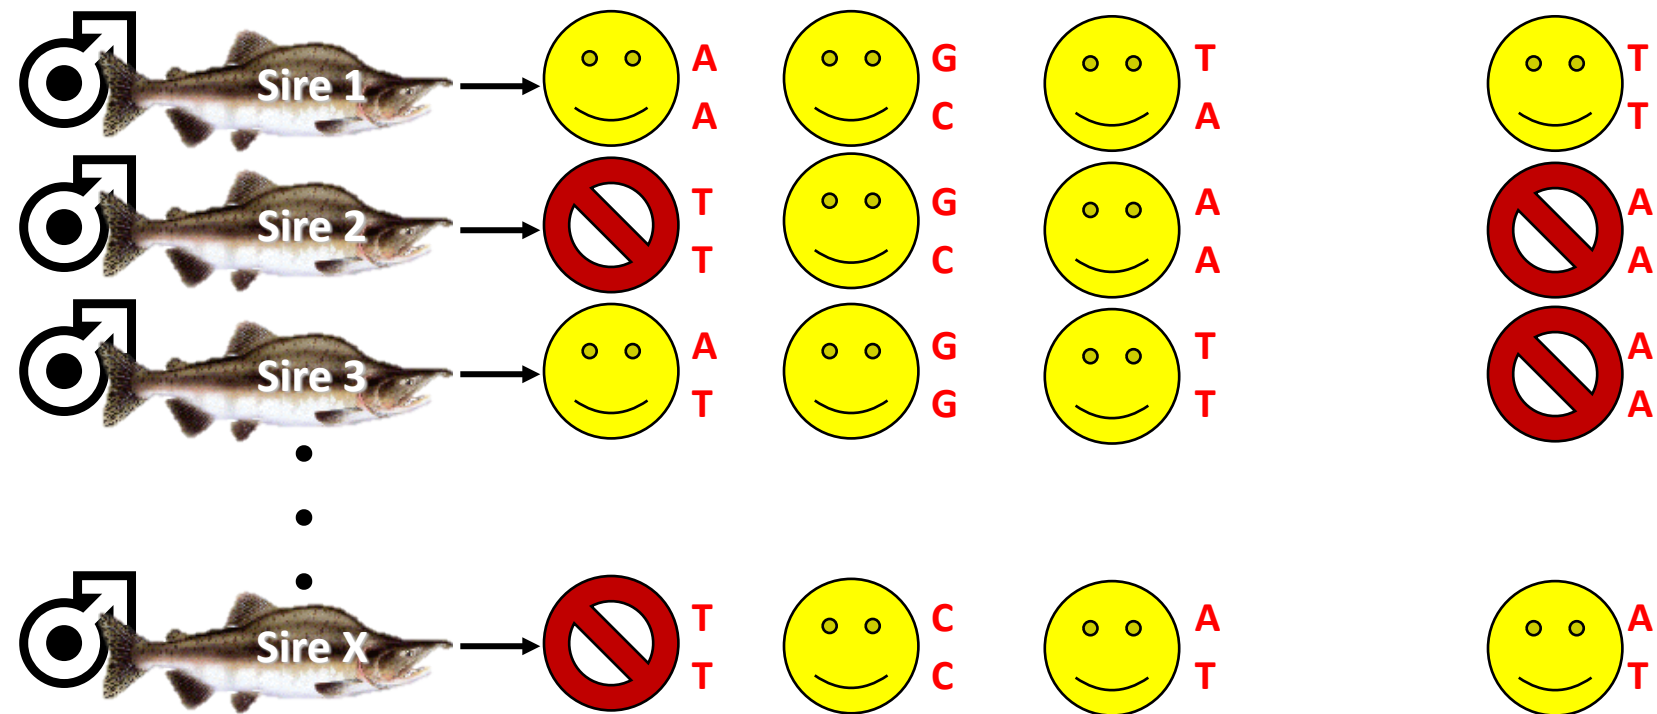 Sire 1 A G T T
A C A T
Sire 2 T G A A
T C A A
Sire 3 A G T A
T G T A
Sire X T C A A
T C T T